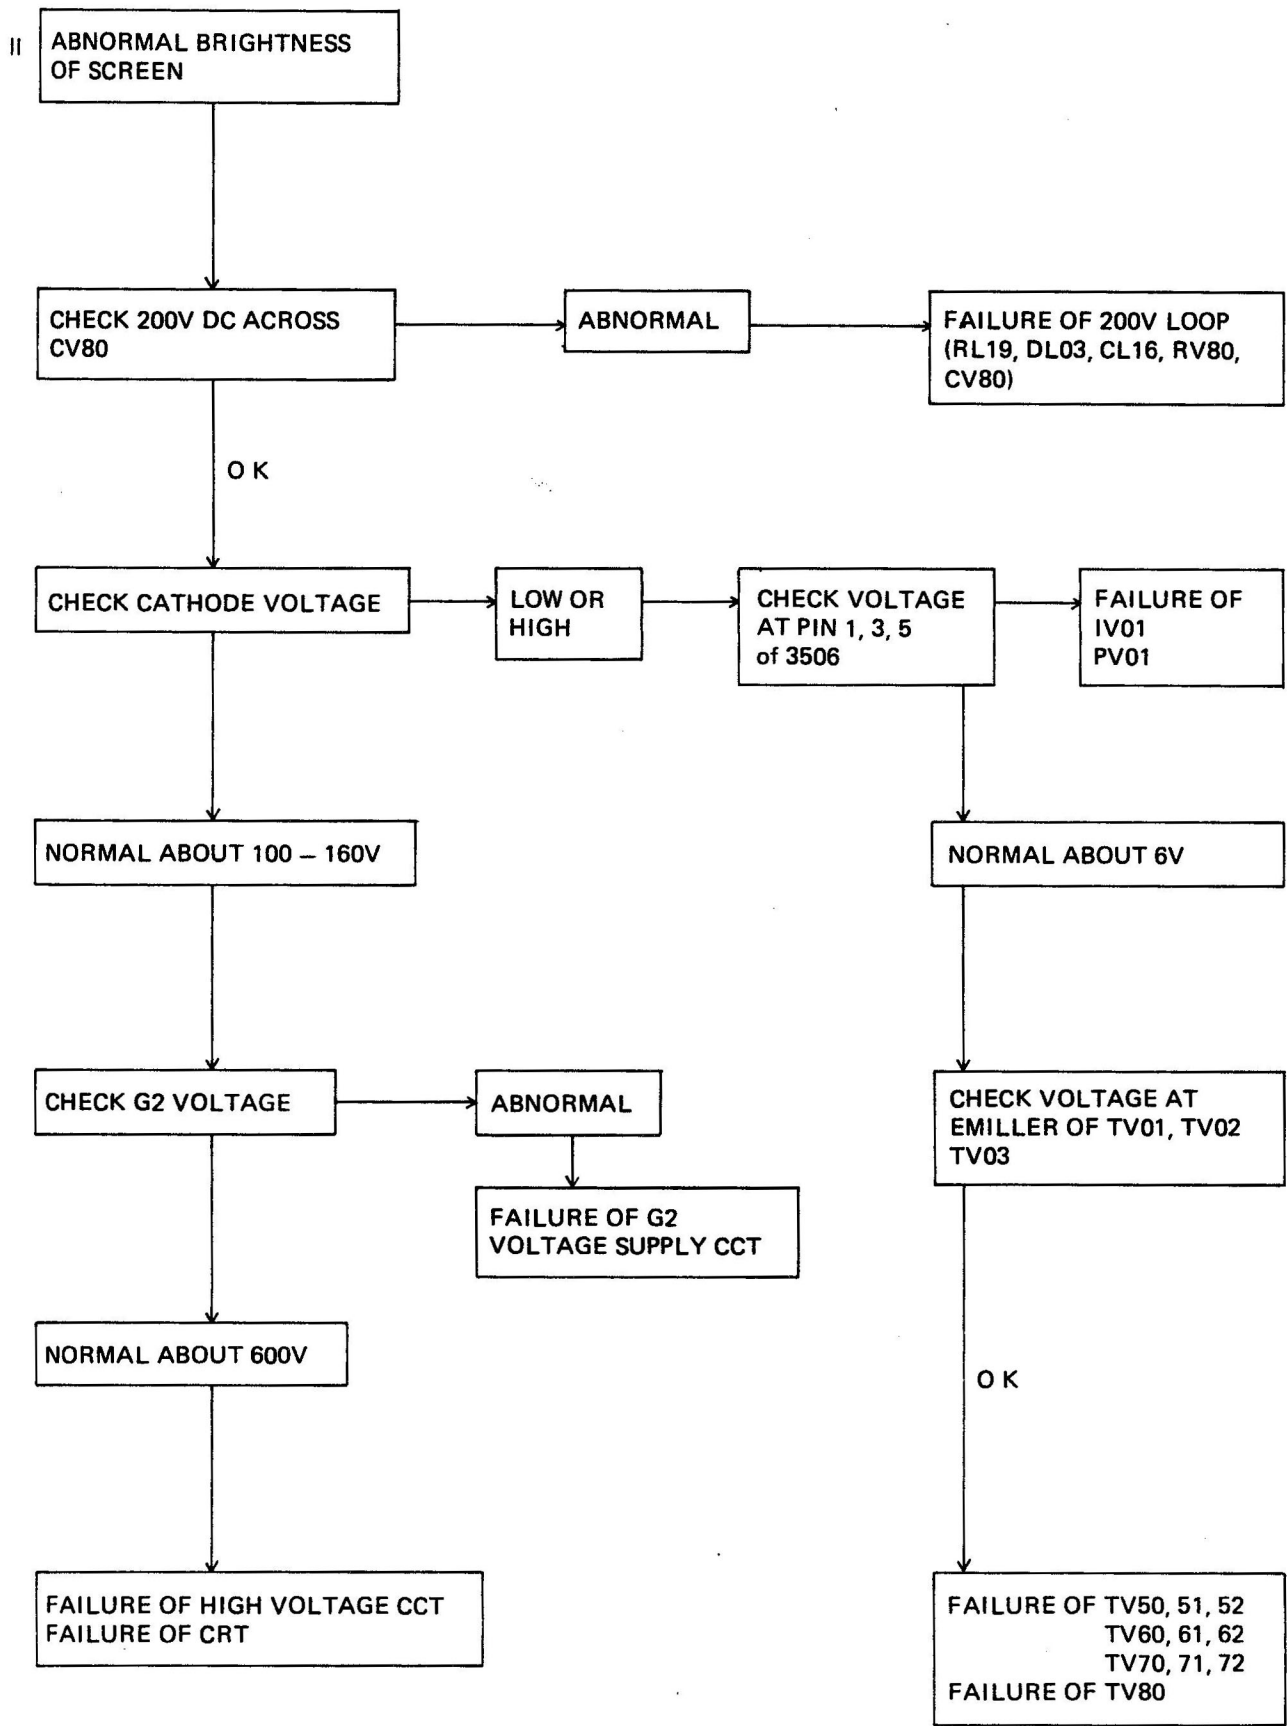 II
ABNORMAL BRIGHTNESS
OF SCREEN
CHECK 200V DC ACROSS
CV80
ABNORMAL
FAILURE OF 200V LOOP
(RL19, DL03, CL16, RV80,
CV80)
O K
CHECK CATHODE VOLTAGE
LOW OR
HIGH
CHECK VOLTAGE
AT PIN 1, 3, 5
of 3506
FAILURE OF
IV01
PV01
NORMAL ABOUT 100 – 160V
NORMAL ABOUT 6V
CHECK G2 VOLTAGE
ABNORMAL
CHECK VOLTAGE AT
EMILLER OF TV01, TV02
TV03
FAILURE OF G2
VOLTAGE SUPPLY CCT
NORMAL ABOUT 600V
O K
FAILURE OF HIGH VOLTAGE CCT
FAILURE OF CRT
FAILURE OF TV50, 51, 52
TV60, 61, 62
TV70, 71, 72
FAILURE OF TV80